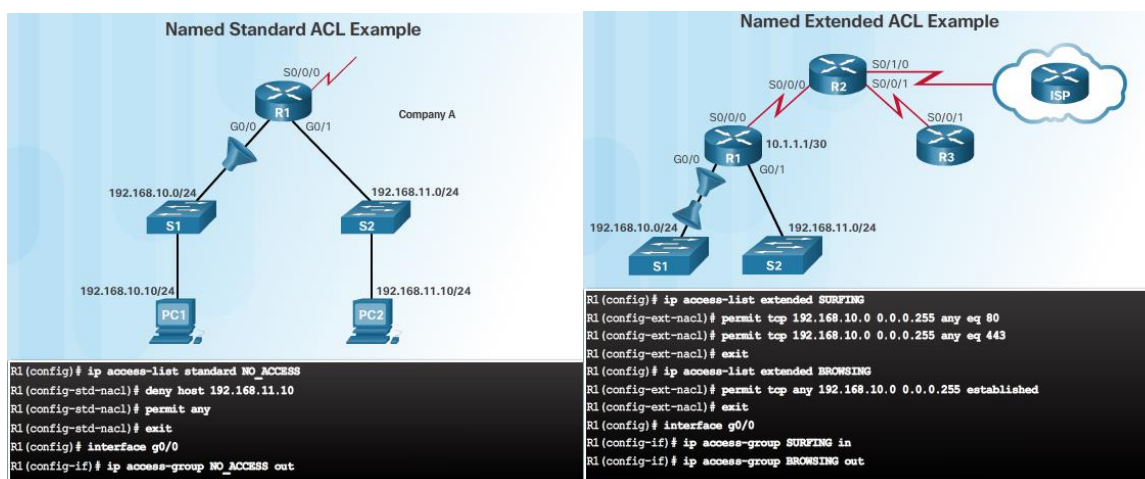 Named Standard ACL Example
S0/0/0
R1
Company A
G0/0
G0/1
192.168.10.0/24
192.168.11.0/24
S1
S2
192.168.10.10/24
192.168.11.10/24
PC1
PC2
R1(config)# ip access-list standard NO_ACCESS
R1(config-std-nacl)# deny host 192.168.11.10
R1(config-std-nacl)# permit any
R1(config-std-nacl)# exit
R1(config)# interface g0/0
R1(config-if)# ip access-group NO_ACCESS out
Named Extended ACL Example
S0/1/0
S0/0/0
R2
S0/0/1
ISP
S0/0/0
S0/0/1
R1
10.1.1.1/30
R3
G0/0
G0/1
192.168.10.0/24
192.168.11.0/24
S1
S2
R1(config)# ip access-list extended SURFING
R1(config-ext-nacl)# permit tcp 192.168.10.0 0.0.0.255 any eq 80
R1(config-ext-nacl)# permit tcp 192.168.10.0 0.0.0.255 any eq 443
R1(config-ext-nacl)# exit
R1(config)# ip access-list extended BROWSING
R1(config-ext-nacl)# permit tcp any 192.168.10.0 0.0.0.255 established
R1(config-ext-nacl)# exit
R1(config)# interface g0/0
R1(config-if)# ip access-group SURFING in
R1(config-if)# ip access-group BROWSING out